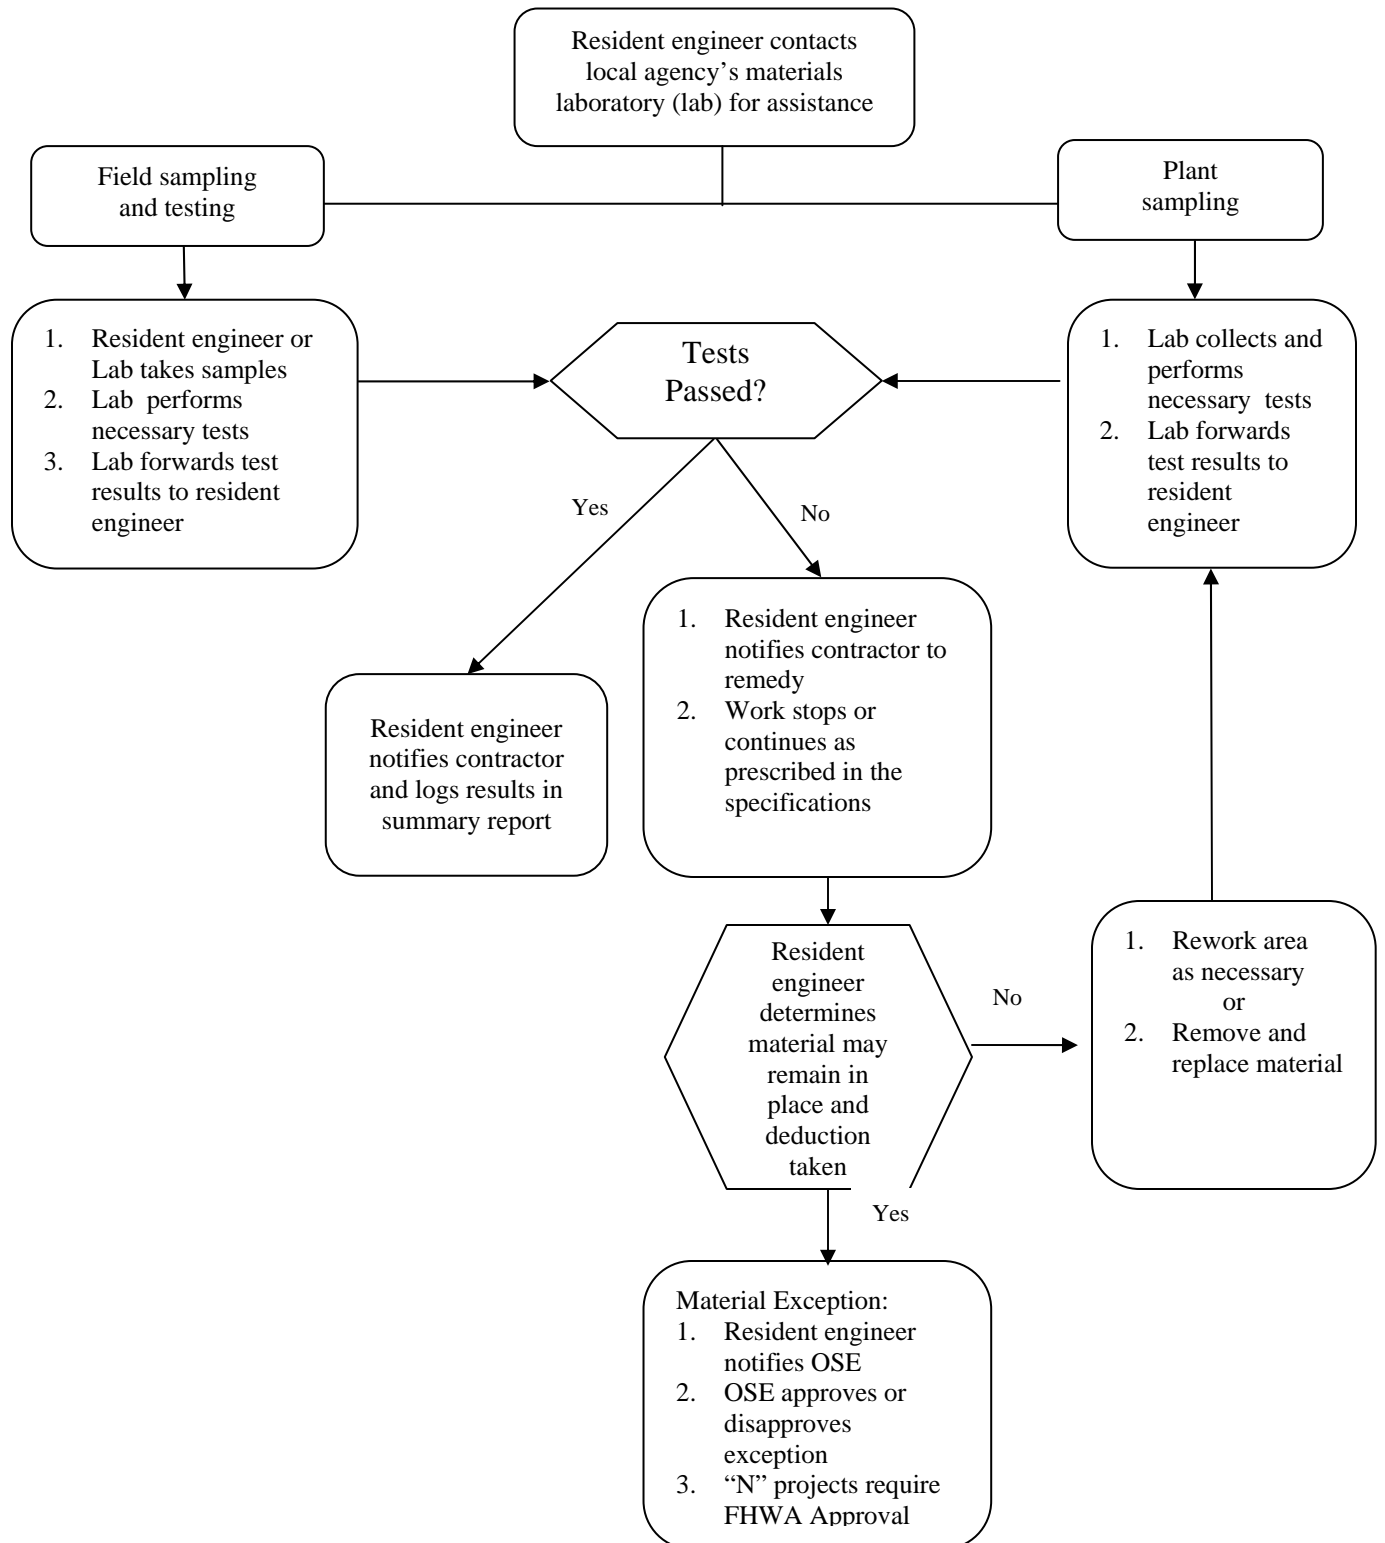 Resident engineer contacts
local agency’s materials
laboratory (lab) for assistance
Field sampling
and testing
Plant
sampling
1. Resident engineer or
Lab takes samples
2. Lab performs
necessary tests
3. Lab forwards test
results to resident
engineer
Tests
Passed?
1. Lab collects and
performs
necessary tests
2. Lab forwards
test results to
resident
engineer
Yes
No
Resident engineer
notifies contractor
and logs results in
summary report
1. Resident engineer
notifies contractor to
remedy
2. Work stops or
continues as
prescribed in the
specifications
Resident
engineer
determines
material may
remain in
place and
deduction
taken
No
1. Rework area
as necessary
or
2. Remove and
replace material
Yes
Material Exception:
1. Resident engineer
notifies OSE
2. OSE approves or
disapproves
exception
3. “N” projects require
FHWA Approval